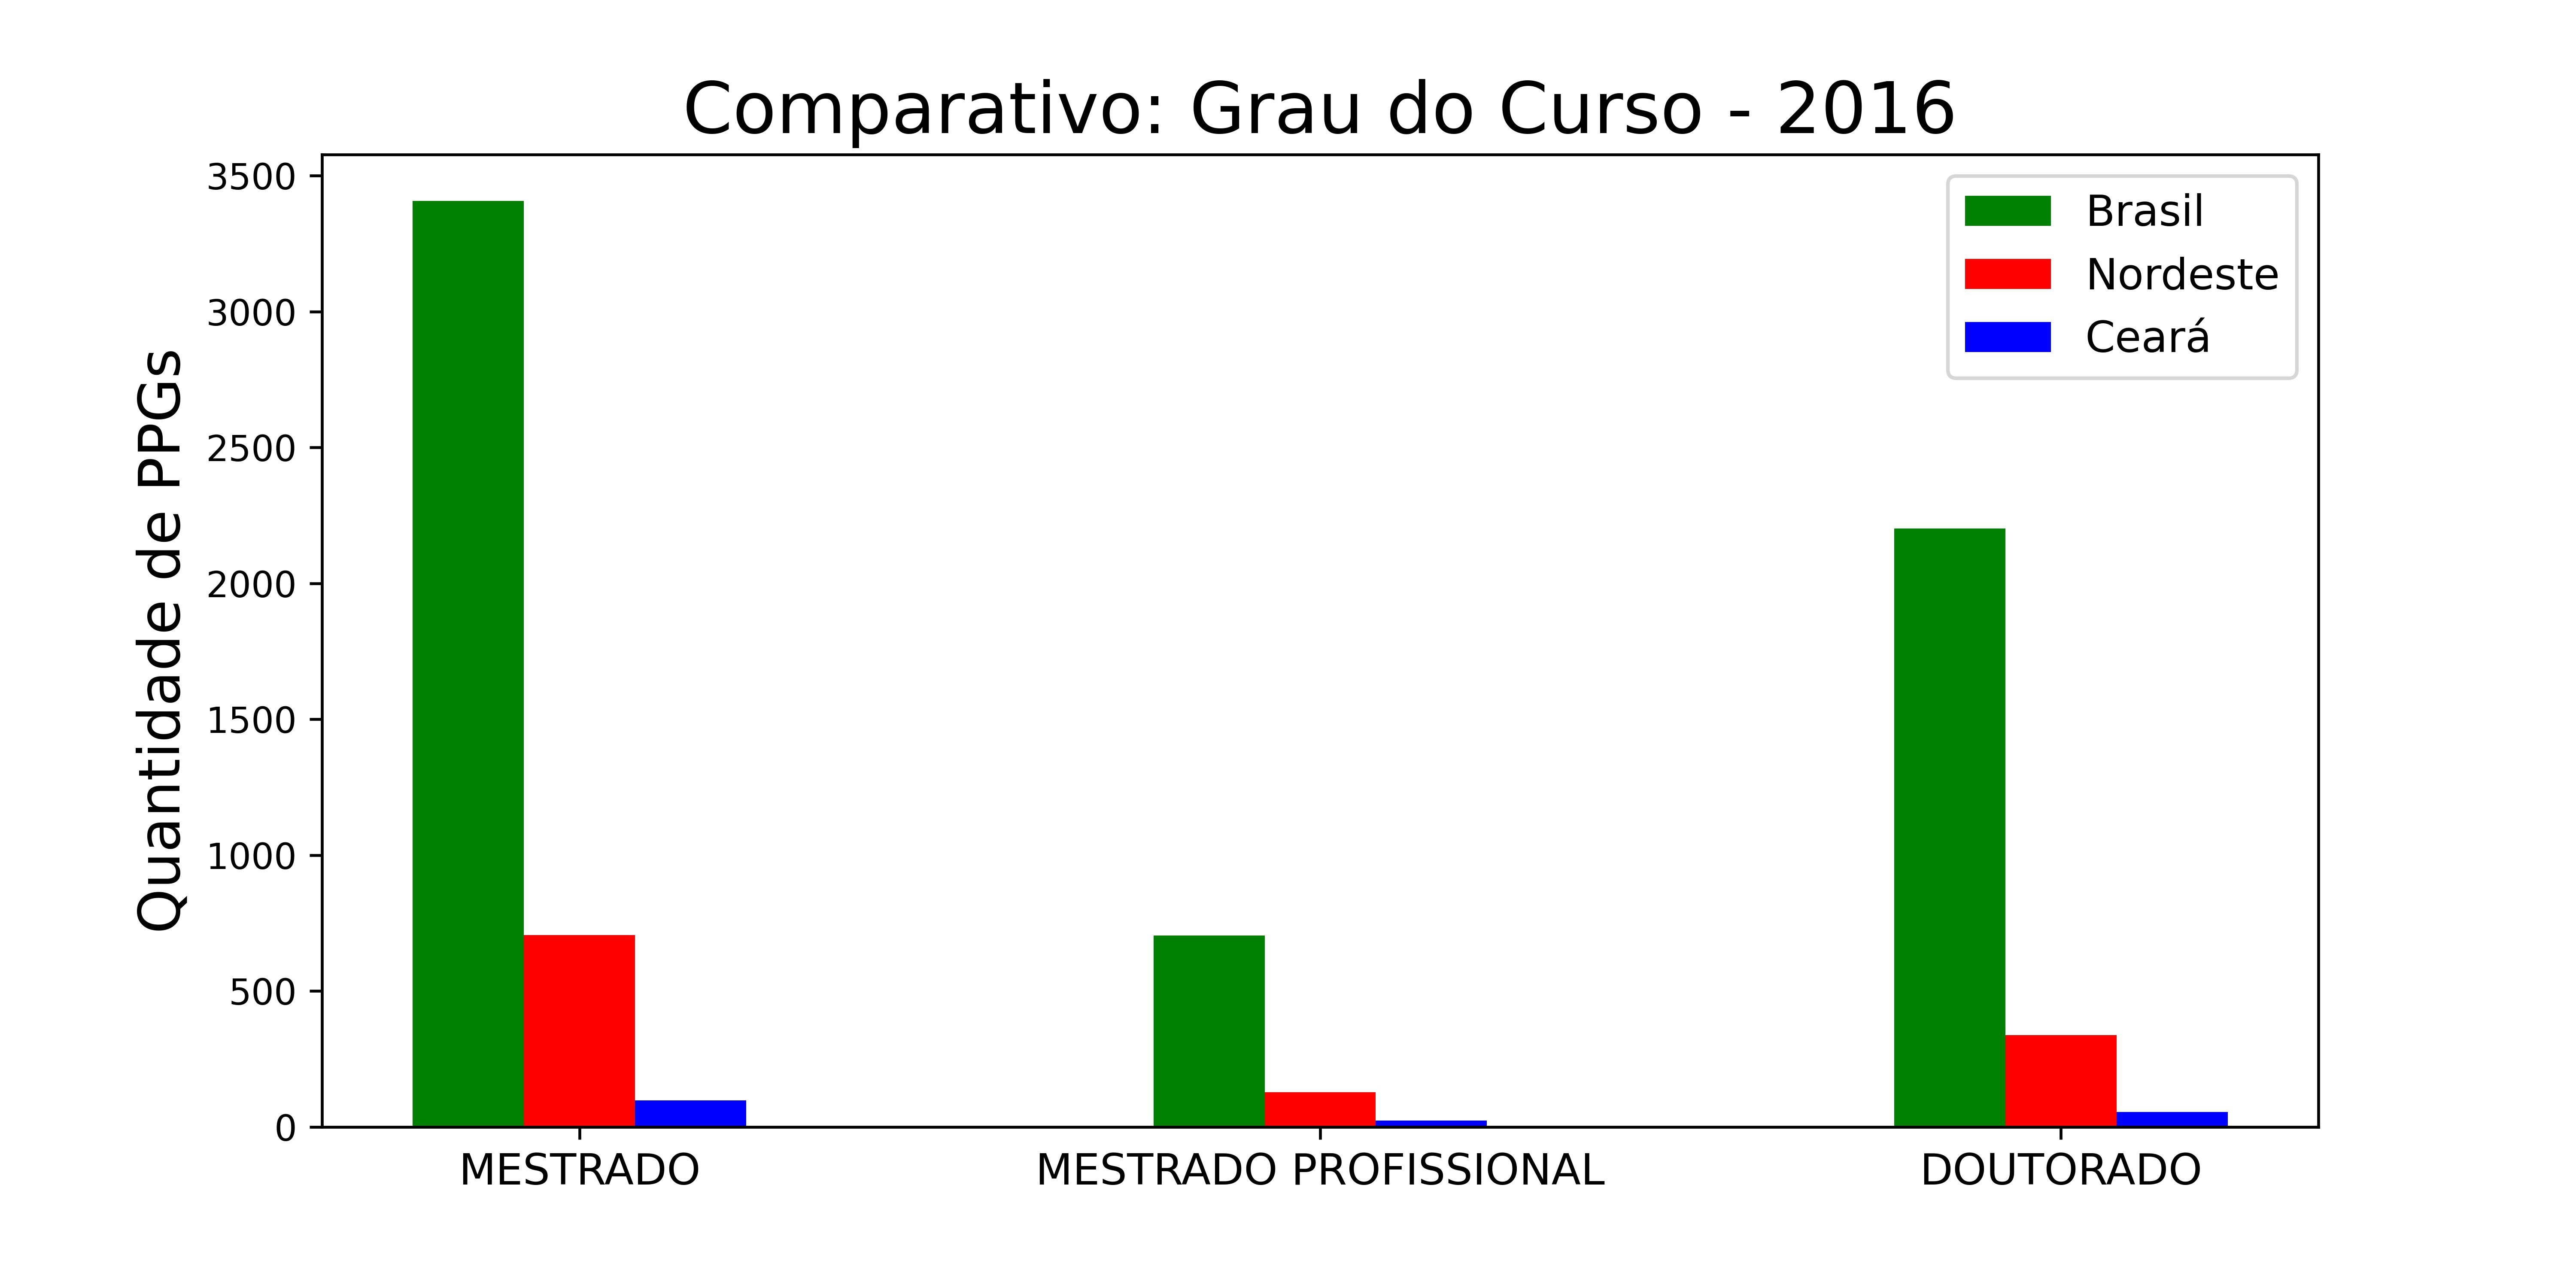 Comparativo: Grau do Curso - 2016
Quantidade de PPGs
3500
3000
2500
2000
1500
1000
500
0
Brasil
Nordeste
Ceará
MESTRADO
MESTRADO PROFISSIONAL
DOUTORADO